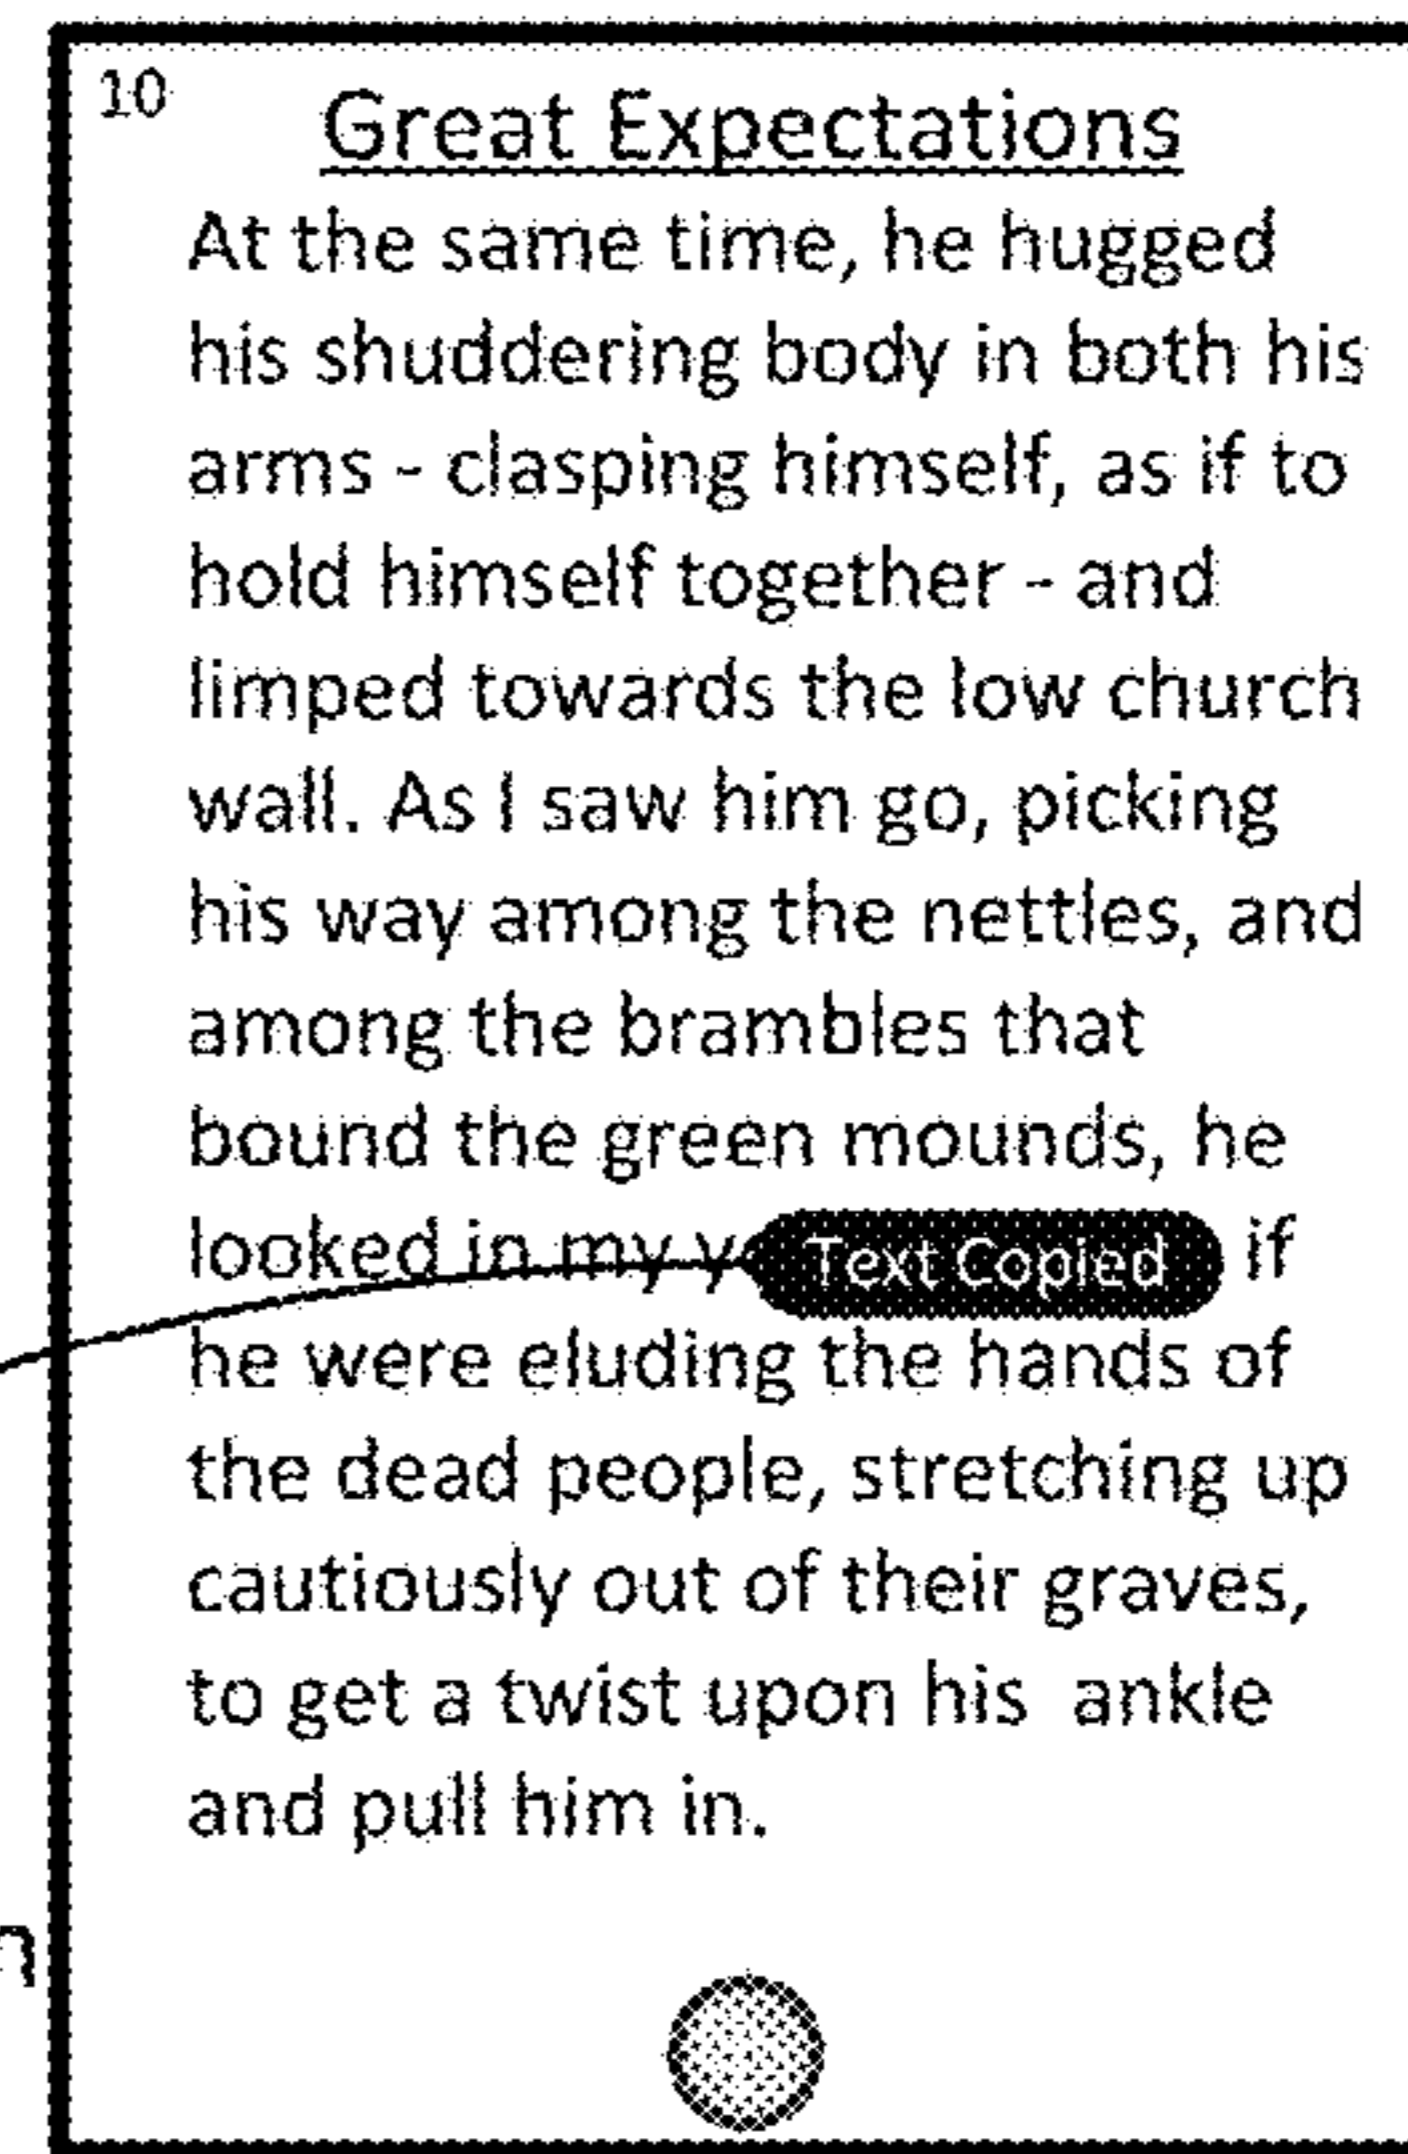 10
Great Expectations
At the same time, he hugged
his shuddering body in both his
arms - clasping himself, as if to
hold himself together - and
limped towards the low church
wall. As I saw him go, picking
his way among the nettles, and
among the brambles that
bound the green mounds, he
looked in my Text Copied if
he were eluding the hands of
the dead people, stretching up
cautiously out of their graves,
to get a twist upon his ankle
and pull him in.